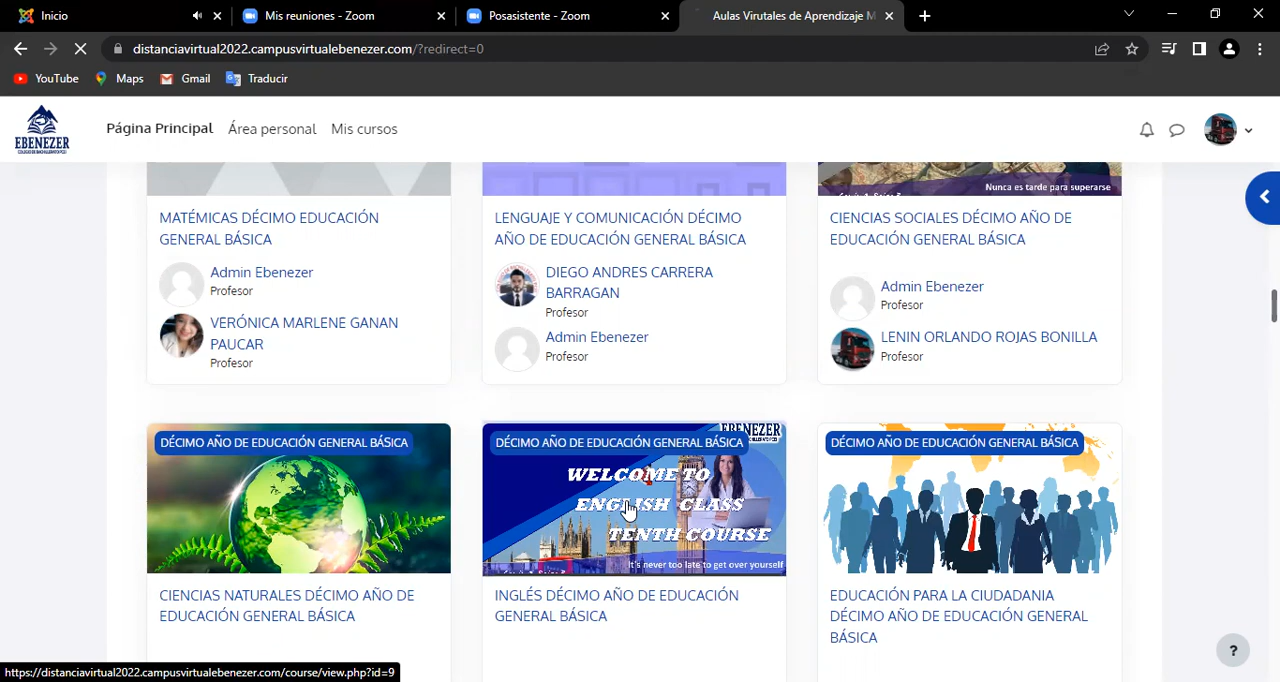 Inicio
Mis reuniones - Zoom
Posasistente - Zoom
Aulas Virutales de Aprendizaje M
distanciavirtual2022.campusvirtualebenezer.com/?redirect=0
YouTube
Maps
Gmail
Traducir
EBENEZER
Página Principal
Área personal
Mis cursos
Nunca es tarde para superarse
MATÉMICAS DÉCIMO EDUCACIÓN
GENERAL BÁSICA
Admin Ebenezer
Profesor
VERÓNICA MARLENE GANAN
PAUCAR
Profesor
LENGUAJE Y COMUNICACIÓN DÉCIMO
AÑO DE EDUCACIÓN GENERAL BÁSICA
DIEGO ANDRES CARRERA
BARRAGAN
Profesor
Admin Ebenezer
Profesor
CIENCIAS SOCIALES DÉCIMO AÑO DE
EDUCACIÓN GENERAL BÁSICA
Admin Ebenezer
Profesor
LENIN ORLANDO ROJAS BONILLA
Profesor
DÉCIMO AÑO DE EDUCACIÓN GENERAL BÁSICA
CIENCIAS NATURALES DÉCIMO AÑO DE
EDUCACIÓN GENERAL BÁSICA
EBENEZER
DÉCIMO AÑO DE EDUCACIÓN GENERAL BÁSICA
WELCOME TO
ENGLISH CLASS
TENTH COURSE
It's never too late to get over yourself
INGLÉS DÉCIMO AÑO DE EDUCACIÓN
GENERAL BÁSICA
DÉCIMO AÑO DE EDUCACIÓN GENERAL BÁSICA
EDUCACIÓN PARA LA CIUDADANIA
DÉCIMO AÑO DE EDUCACIÓN GENERAL
BÁSICA
?
https://distanciavirtual2022.campusvirtualebenezer.com/course/view.php?id=9